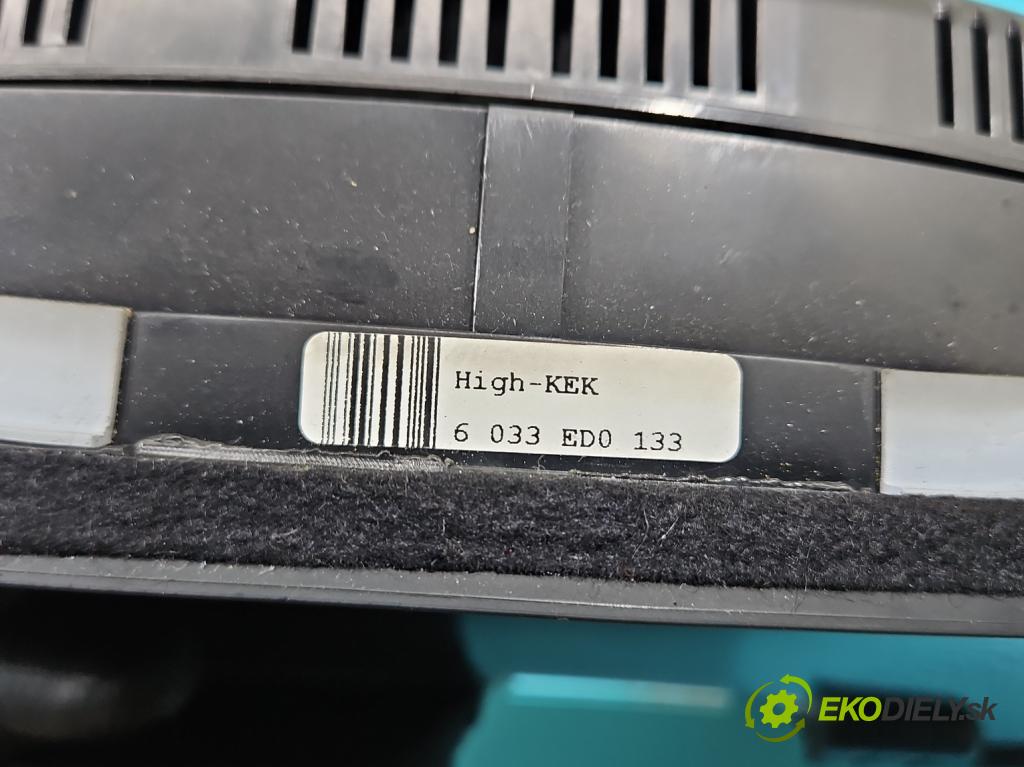 High-KEK
6 033 ED0 133
EKODIELY.sk